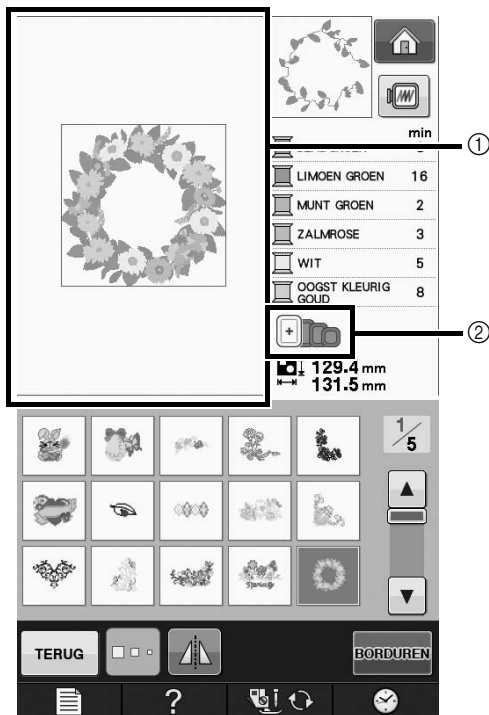 min
①
LIMOEN GROEN 16
MUNT GROEN 2
ZALMROSE 3
WIT 5
OOGST KLEURIG
GOUD 8
②
129.4 mm
131.5 mm
1/5
TERUG
BORDUREN
?